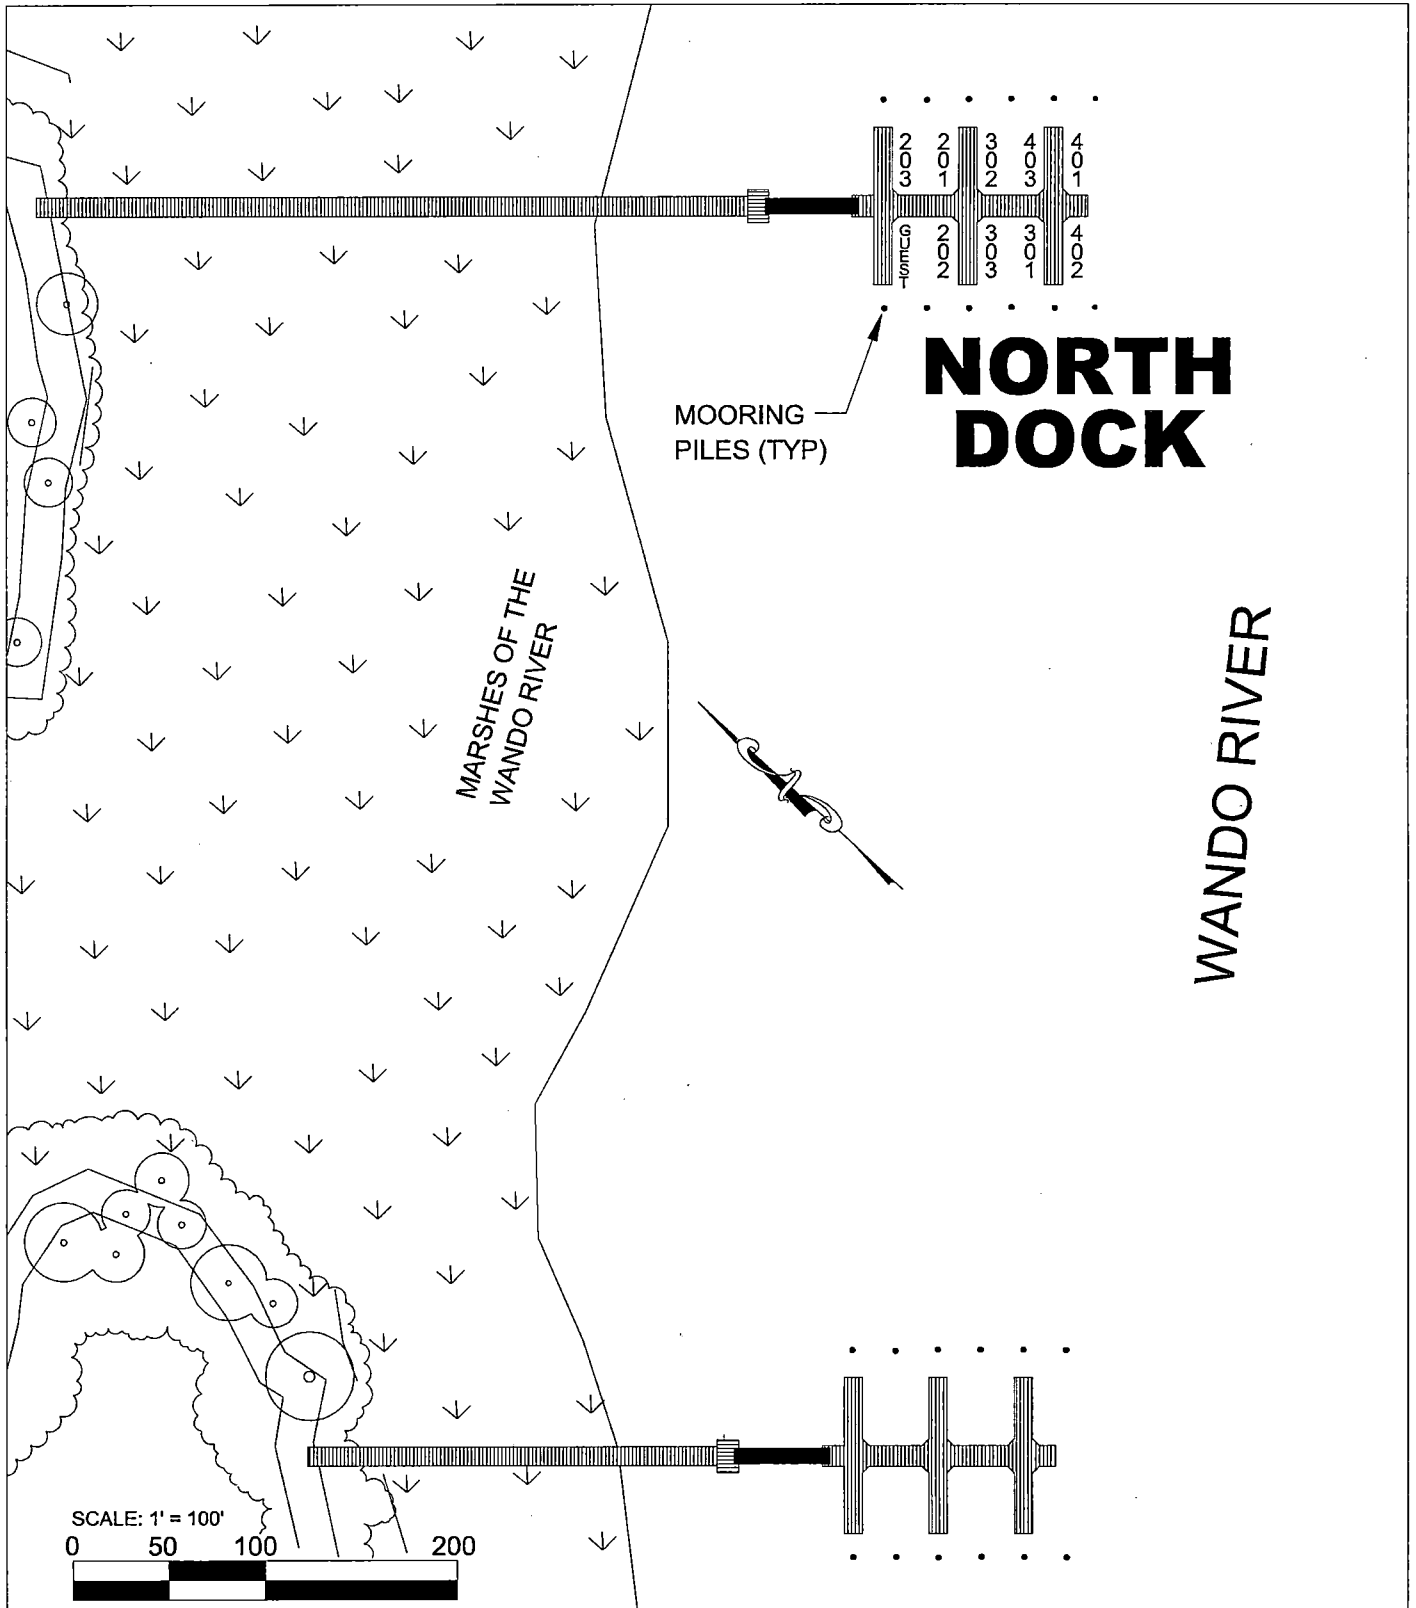 203
201
302
403
401
GUEST
202
303
301
402
NORTH
DOCK
MOORING
PILES (TYP)
MARSHES OF THE
WANDO RIVER
WANDO RIVER
SCALE: 1' = 100'
0 50 100 200